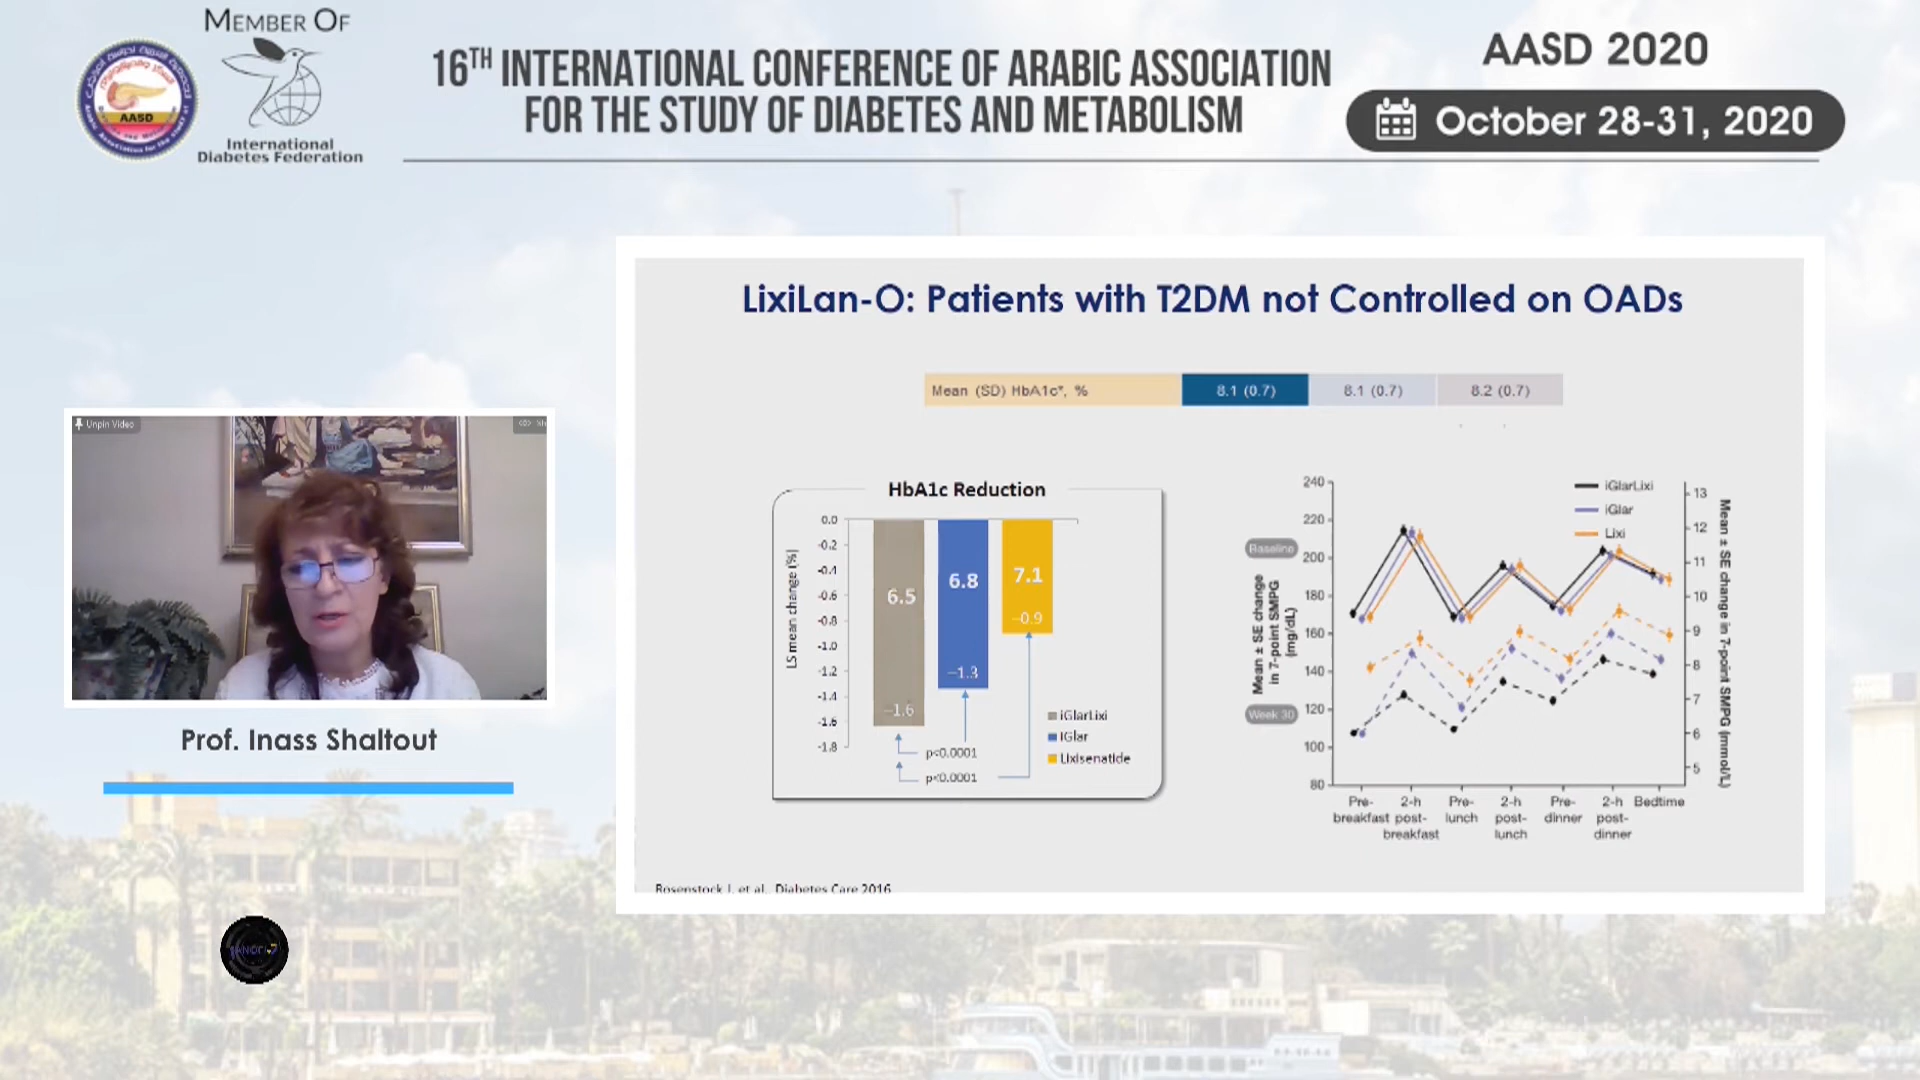 MEMBER OF
International
Diabetes Federation
AASD
16TH INTERNATIONAL CONFERENCE OF ARABIC ASSOCIATION
FOR THE STUDY OF DIABETES AND METABOLISM
AASD 2020
October 28-31, 2020
Unpin Video
Prof. Inass Shaltout
LixiLan-O: Patients with T2DM not Controlled on OADs
Mean (SD) HbA1c*, % 8.1 (0.7) 8.1 (0.7) 8.2 (0.7)
HbA1c Reduction
LS mean change (%)
0.0
-0.2
-0.4
-0.6
-0.8
-1.0
-1.2
-1.4
-1.6
-1.8
6.5
6.8
7.1
−1.6
−1.3
−0.9
p<0.0001
p<0.0001
iGlarLixi
iGlar
Lixisenatide
Baseline
Week 30
Mean ± SE change
in 7-point SMPG
(mg/dL)
240
220
200
180
160
140
120
100
80
iGlarLixi
iGlar
Lixi
13
12
11
10
9
8
7
6
5
Mean ± SE change in 7-point SMPG (mmol/L)
Pre-
breakfast
2-h
post-
breakfast
Pre-
lunch
2-h
post-
lunch
Pre-
dinner
2-h
post-
dinner
Bedtime
Rosenstock J, et al. Diabetes Care 2016